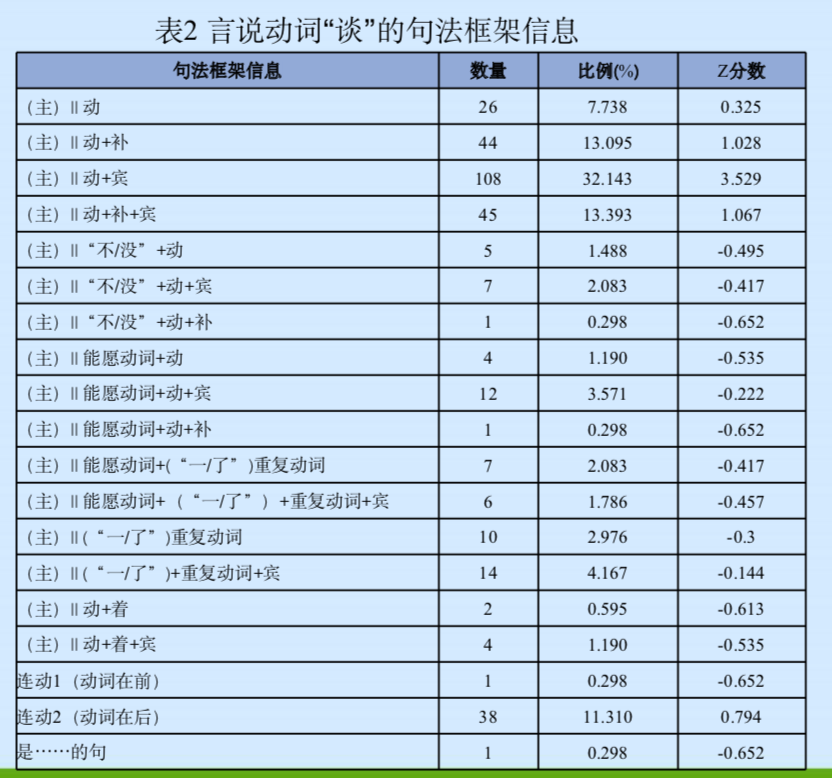 表2 言说动词“谈”的句法框架信息
句法框架信息 数量 比例(%) Z分数
（主）‖ 动 26 7.738 0.325
（主）‖ 动+补 44 13.095 1.028
（主）‖ 动+宾 108 32.143 3.529
（主）‖ 动+补+宾 45 13.393 1.067
（主）‖“不/没”+动 5 1.488 -0.495
（主）‖“不/没”+动+宾 7 2.083 -0.417
（主）‖“不/没”+动+补 1 0.298 -0.652
（主）‖ 能愿动词+动 4 1.190 -0.535
（主）‖ 能愿动词+动+宾 12 3.571 -0.222
（主）‖ 能愿动词+动+补 1 0.298 -0.652
（主）‖ 能愿动词+(“一/了”)重复动词 7 2.083 -0.417
（主）‖ 能愿动词+（“一/了”）+重复动词+宾 6 1.786 -0.457
（主）‖(“一/了”)重复动词 10 2.976 -0.3
（主）‖(“一/了”)+重复动词+宾 14 4.167 -0.144
（主）‖ 动+着 2 0.595 -0.613
（主）‖ 动+着+宾 4 1.190 -0.535
连动1（动词在前） 1 0.298 -0.652
连动2（动词在后） 38 11.310 0.794
是……的句 1 0.298 -0.652